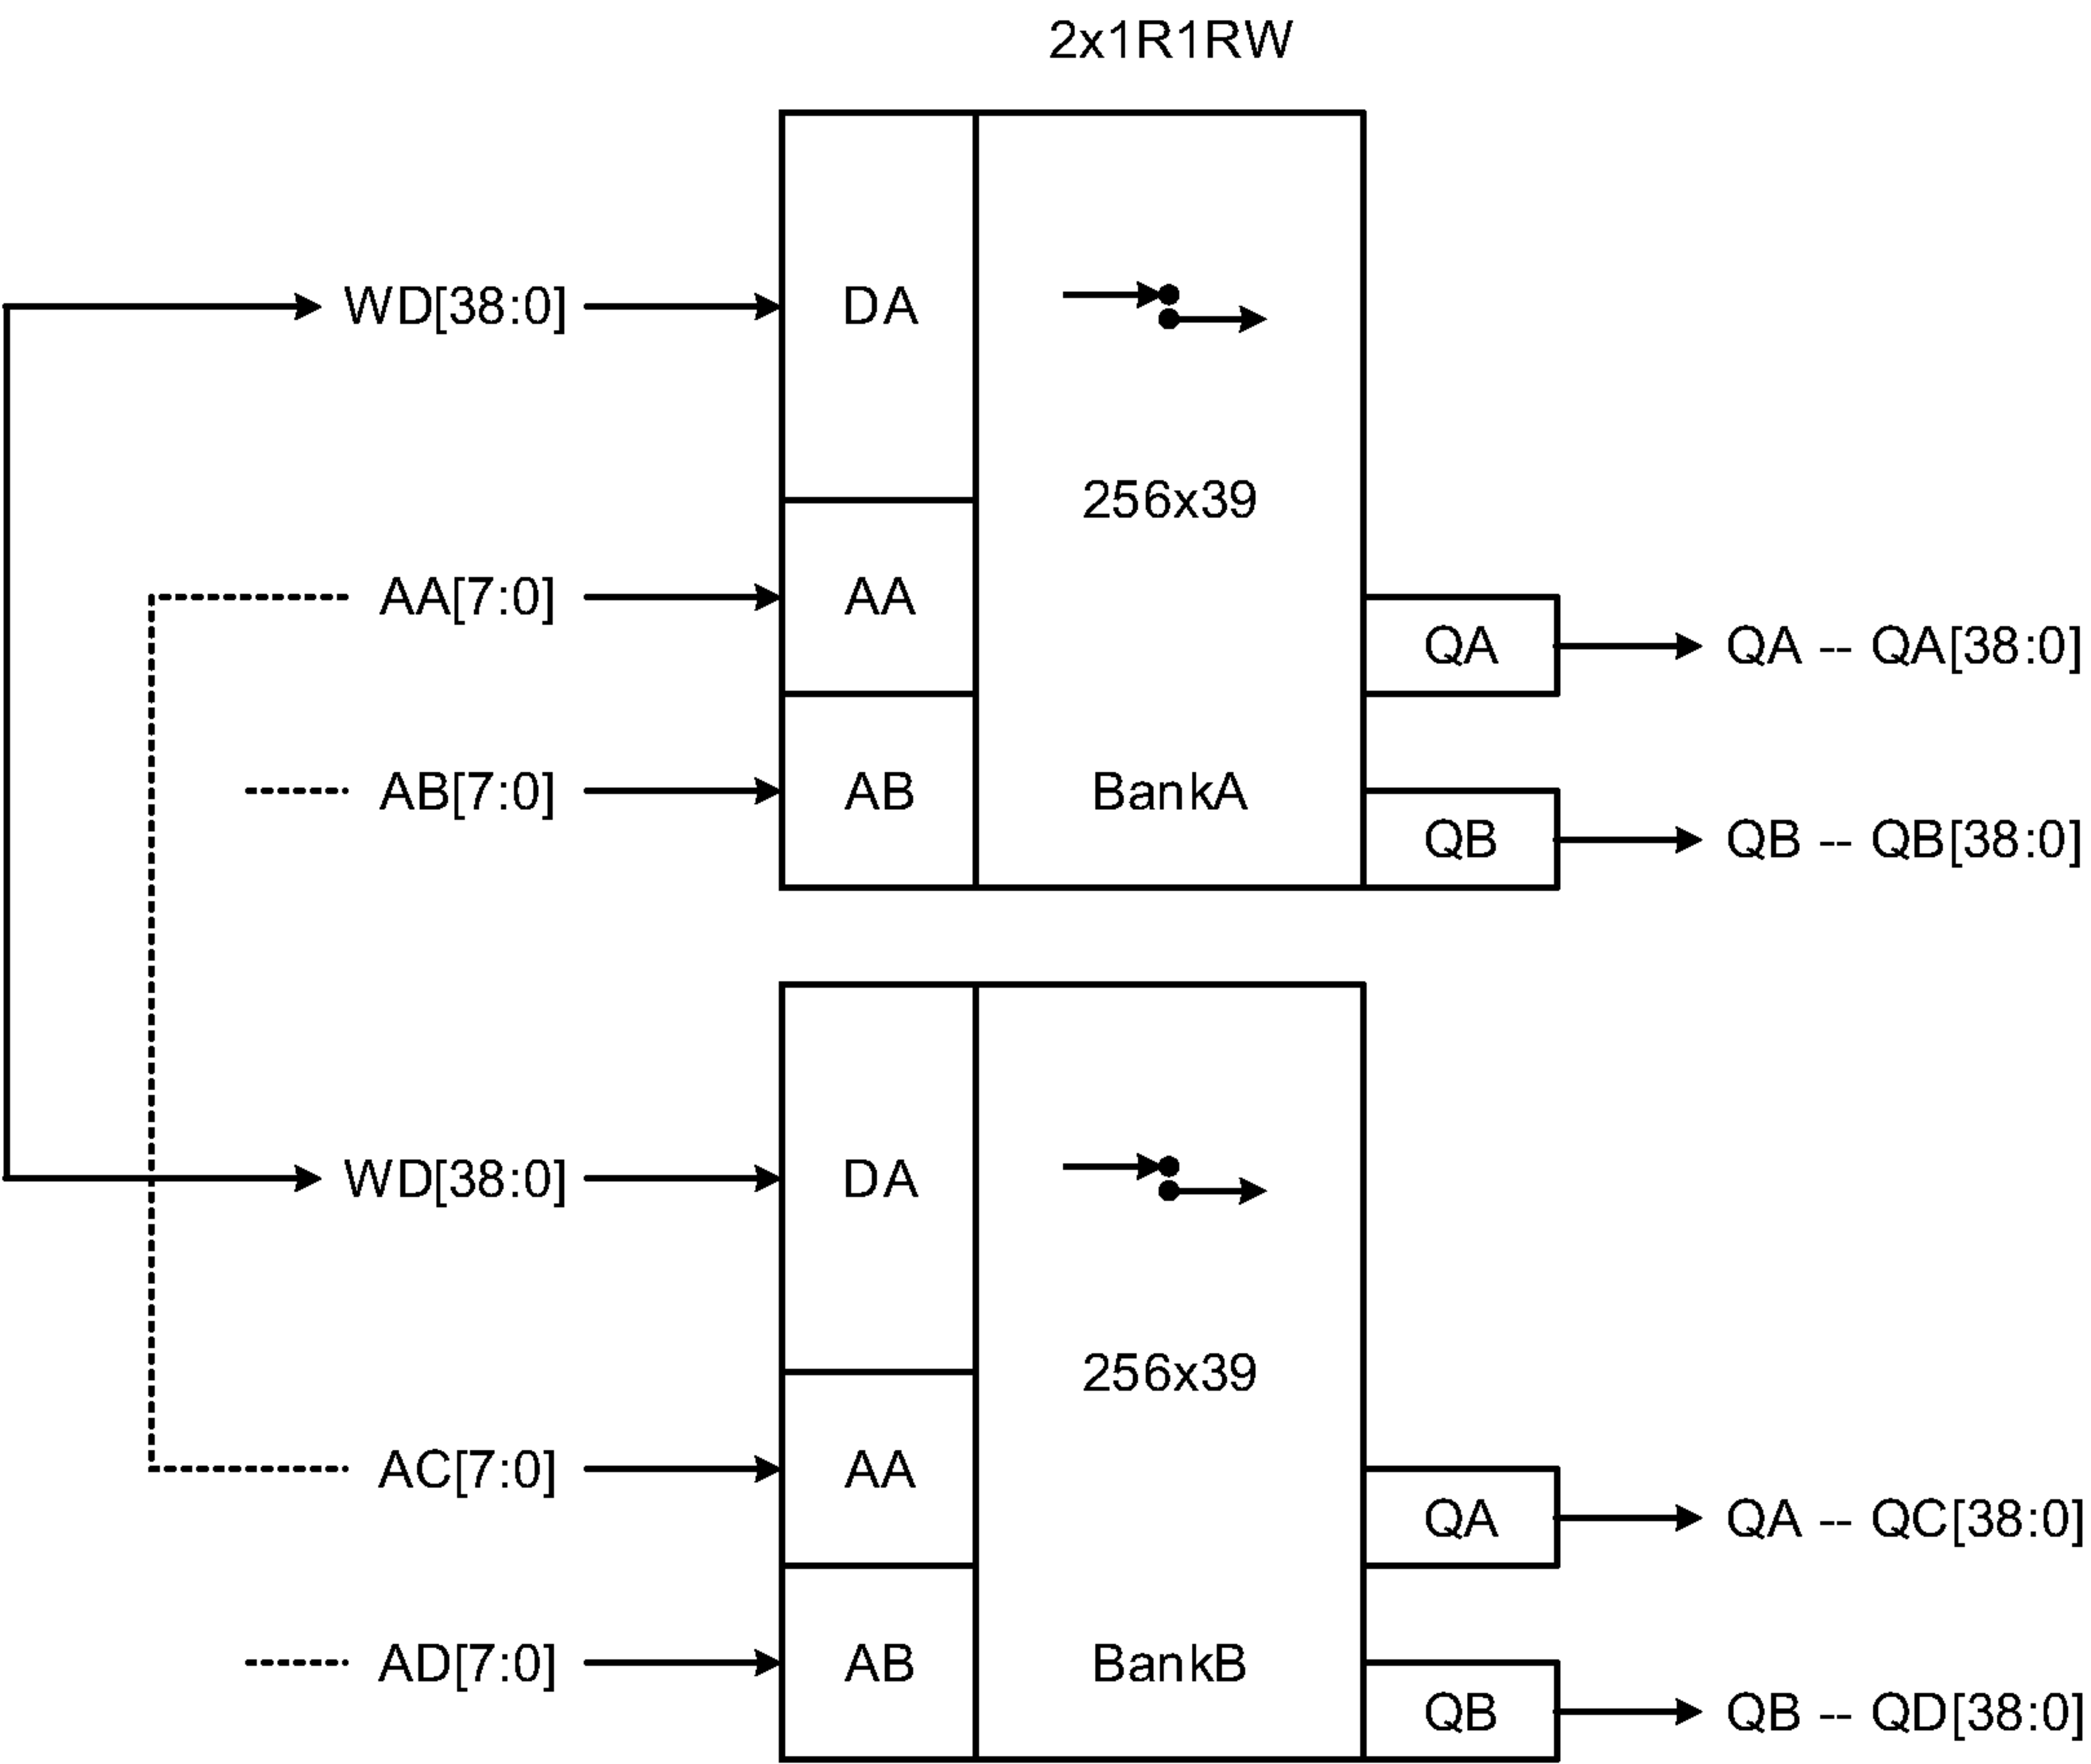 2x1R1RW
WD[38:0] DA
256x39
AA[7:0] AA
QA QA -- QA[38:0]
AB[7:0] AB BankA
QB QB -- QB[38:0]
WD[38:0] DA
256x39
AC[7:0] AA
QA QA -- QC[38:0]
AD[7:0] AB BankB
QB QB -- QD[38:0]